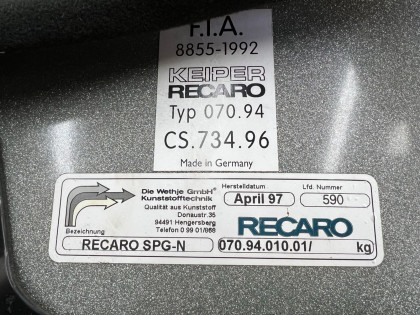 F.I.A.
8855-1992
KEIPER
RECARO
Typ 070.94
CS.734.96
Made in Germany
Die Wethje GmbH
Kunststofftechnik
Qualität aus Kunststoff
Donaustr.35
94491 Hengersberg
Telefon 0 99 01/
Herstelldatum
April 97
Lfd. Nummer
590
RECARO
Bezeichnung
RECARO SPG-N
070.94.010.01/
kg